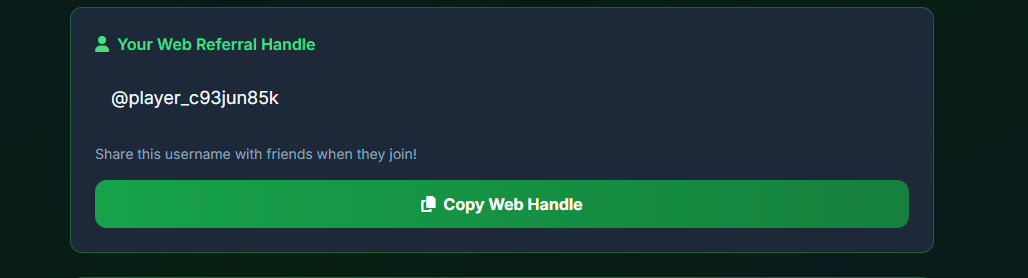 Your Web Referral Handle
@player_c93jun85k
Share this username with friends when they join!
Copy Web Handle